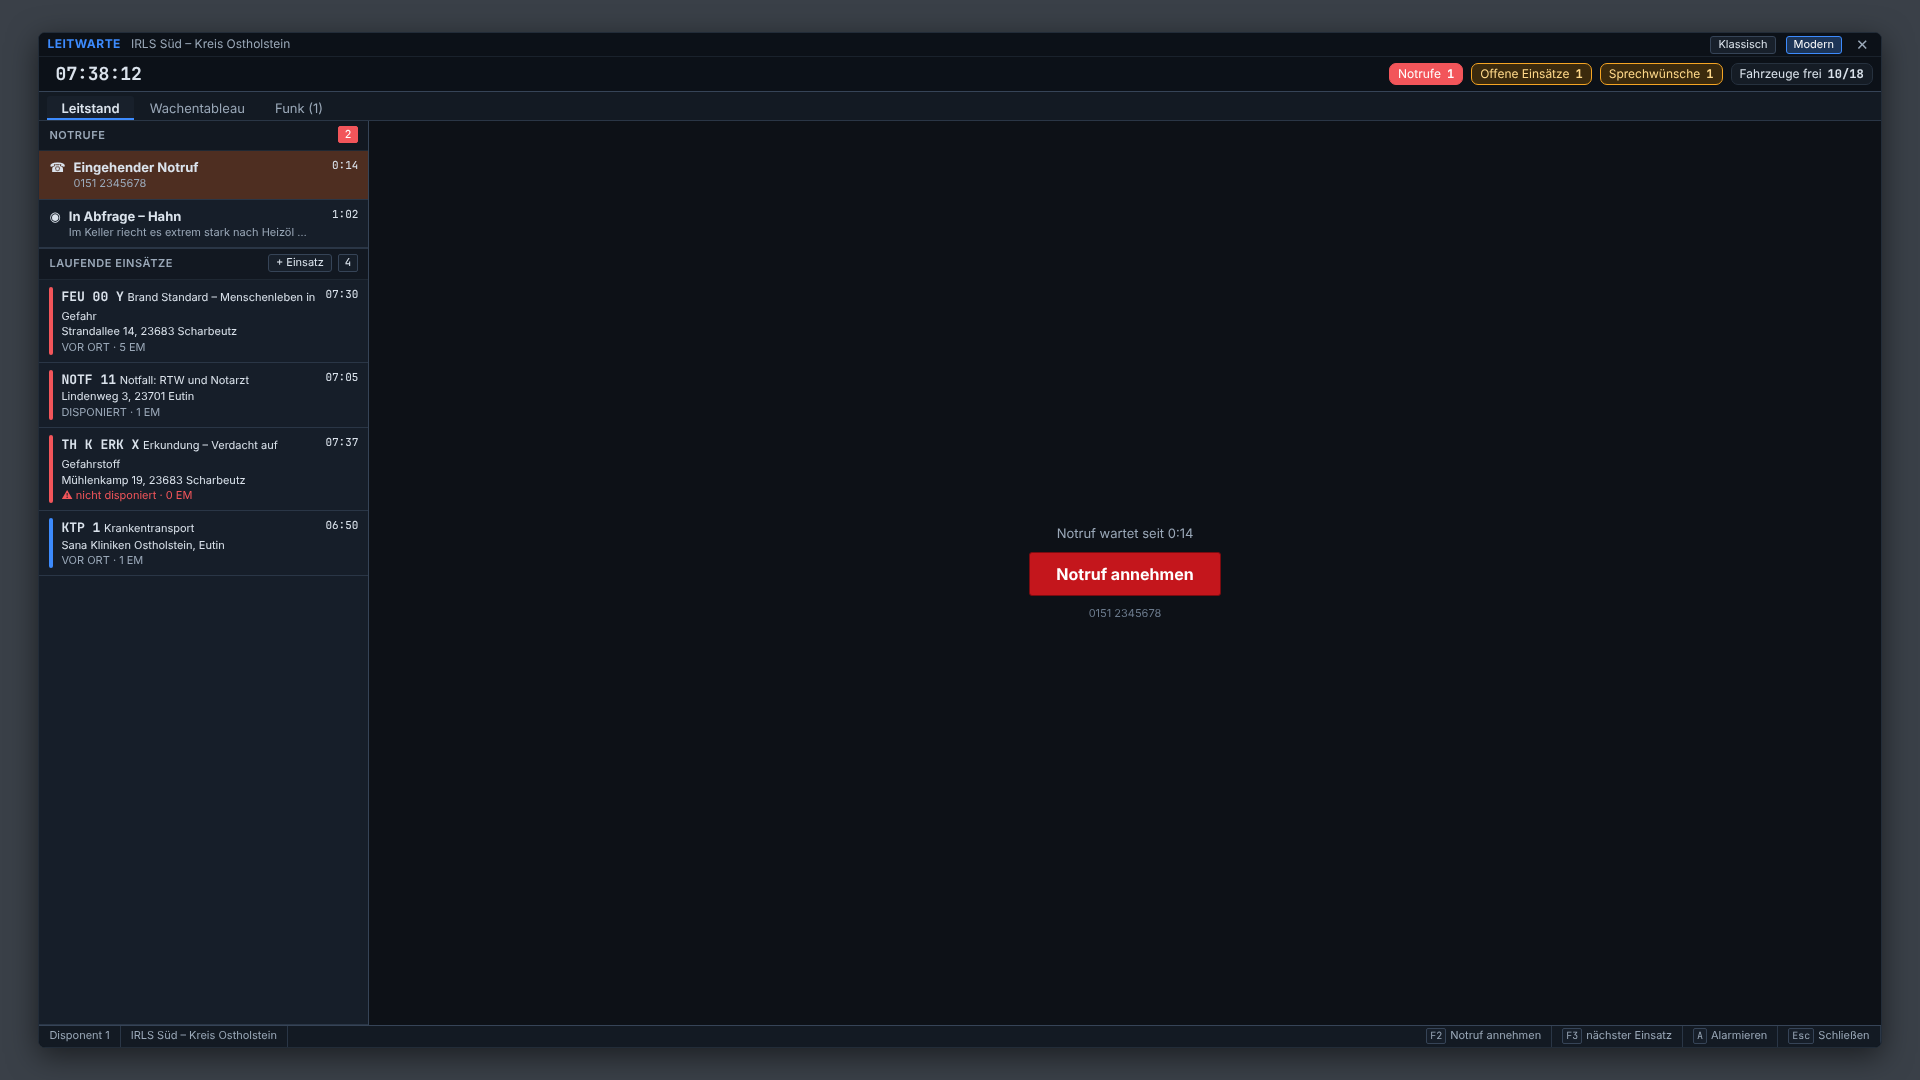 LEITWARTE IRLS Süd – Kreis Ostholstein Klassisch Modern ✕
07:38:12 Notrufe 1 Offene Einsätze 1 Sprechwünsche 1 Fahrzeuge frei 10/18
Leitstand Wachentableau Funk (1)
NOTRUFE 2
☎ Eingehender Notruf 0:14
0151 2345678
◉ In Abfrage – Hahn 1:02
Im Keller riecht es extrem stark nach Heizöl ...
LAUFENDE EINSÄTZE + Einsatz 4
FEU 00 Y Brand Standard – Menschenleben in 07:30
Gefahr
Strandallee 14, 23683 Scharbeutz
VOR ORT · 5 EM
NOTF 11 Notfall: RTW und Notarzt 07:05
Lindenweg 3, 23701 Eutin
DISPONIERT · 1 EM
TH K ERK X Erkundung – Verdacht auf 07:37
Gefahrstoff
Mühlenkamp 19, 23683 Scharbeutz
⚠ nicht disponiert · 0 EM
KTP 1 Krankentransport 06:50
Sana Kliniken Ostholstein, Eutin
VOR ORT · 1 EM
Notruf wartet seit 0:14
Notruf annehmen
0151 2345678
Disponent 1 IRLS Süd – Kreis Ostholstein F2 Notruf annehmen F3 nächster Einsatz A Alarmieren Esc Schließen